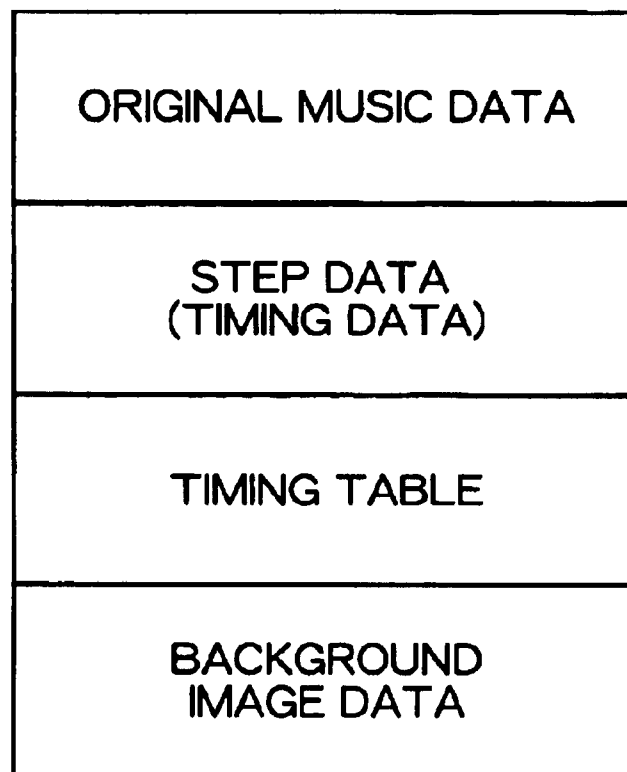 ORIGINAL MUSIC DATA
STEP DATA
(TIMING DATA)
TIMING TABLE
BACKGROUND
IMAGE DATA